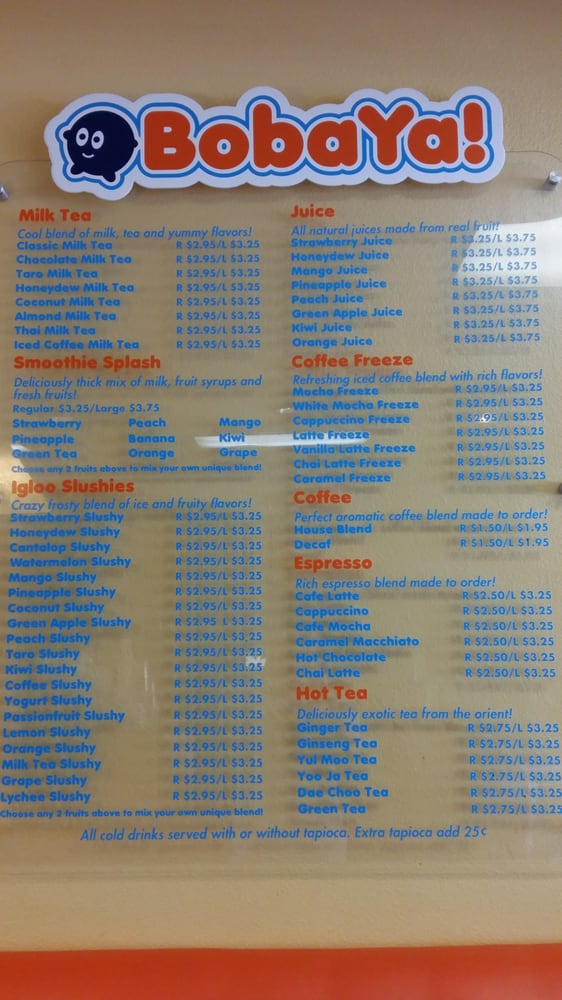 BobaYa!
Milk Tea
Cool blend of milk, tea and yummy flavors!
Classic Milk Tea R $2.95/L $3.25
Chocolate Milk Tea R $2.95/L $3.25
Taro Milk Tea R $2.95/L $3.25
Honeydew Milk Tea R $2.95/L $3.25
Coconut Milk Tea R $2.95/L $3.25
Almond Milk Tea R $2.95/L $3.25
Thai Milk Tea R $2.95/L $3.25
Iced Coffee Milk Tea R $2.95/L $3.25
Smoothie Splash
Deliciously thick mix of milk, fruit syrups and
fresh fruits!
Regular $3.25/Large $3.75
Strawberry Peach Mango
Pineapple Banana Kiwi
Green Tea Orange Grape
Choose any 2 fruits above to mix your own unique blend!
Igloo Slushies
Crazy frosty blend of ice and fruity flavors!
Strawberry Slushy R $2.95/L $3.25
Honeydew Slushy R $2.95/L $3.25
Cantalop Slushy R $2.95/L $3.25
Watermelon Slushy R $2.95/L $3.25
Mango Slushy R $2.95/L $3.25
Pineapple Slushy R $2.95/L $3.25
Coconut Slushy R $2.95/L $3.25
Green Apple Slushy R $2.95 L $3.25
Peach Slushy R $2.95/L $3.25
Taro Slushy R $2.95/L $3.25
Kiwi Slushy R $2.95/L $3.25
Coffee Slushy R $2.95/L $3.25
Yogurt Slushy R $2.95/L $3.25
Passionfruit Slushy R $2.95/L $3.25
Lemon Slushy R $2.95/L $3.25
Orange Slushy R $2.95/L $3.25
Milk Tea Slushy R $2.95/L $3.25
Grape Slushy R $2.95/L $3.25
Lychee Slushy R $2.95/L $3.25
Choose any 2 fruits above to mix your own unique blend!
Juice
All natural juices made from real fruit!
Strawberry Juice R $3.25/L $3.75
Honeydew Juice R $3.25/L $3.75
Mango Juice R $3.25/L $3.75
Pineapple Juice R $3.25/L $3.75
Peach Juice R $3.25/L $3.75
Green Apple Juice R $3.25/L $3.75
Kiwi Juice R $3.25/L $3.75
Orange Juice R $3.25/L $3.75
Coffee Freeze
Refreshing iced coffee blend with rich flavors!
Mocha Freeze R $2.95/L $3.25
White Mocha Freeze R $2.95/L $3.25
Cappuccino Freeze R $2.95/L $3.25
Latte Freeze R $2.95/L $3.25
Vanilla Latte Freeze R $2.95/L $3.25
Chai Latte Freeze R $2.95/L $3.25
Caramel Freeze R $2.95/L $3.25
Coffee
Perfect aromatic coffee blend made to order!
House Blend R $1.50/L $1.95
Decaf R $1.50/L $1.95
Espresso
Rich espresso blend made to order!
Cafe Latte R $2.50/L $3.25
Cappuccino R $2.50/L $3.25
Cafe Mocha R $2.50/L $3.25
Caramel Macchiato R $2.50/L $3.25
Hot Chocolate R $2.50/L $3.25
Chai Latte R $2.50/L $3.25
Hot Tea
Deliciously exotic tea from the orient!
Ginger Tea R $2.75/L $3.25
Ginseng Tea R $2.75/L $3.25
Yul Moo Tea R $2.75/L $3.25
Yoo Ja Tea R $2.75/L $3.25
Dae Choo Tea R $2.75/L $3.25
Green Tea R $2.75/L $3.25
All cold drinks served with or without tapioca. Extra tapioca add 25¢